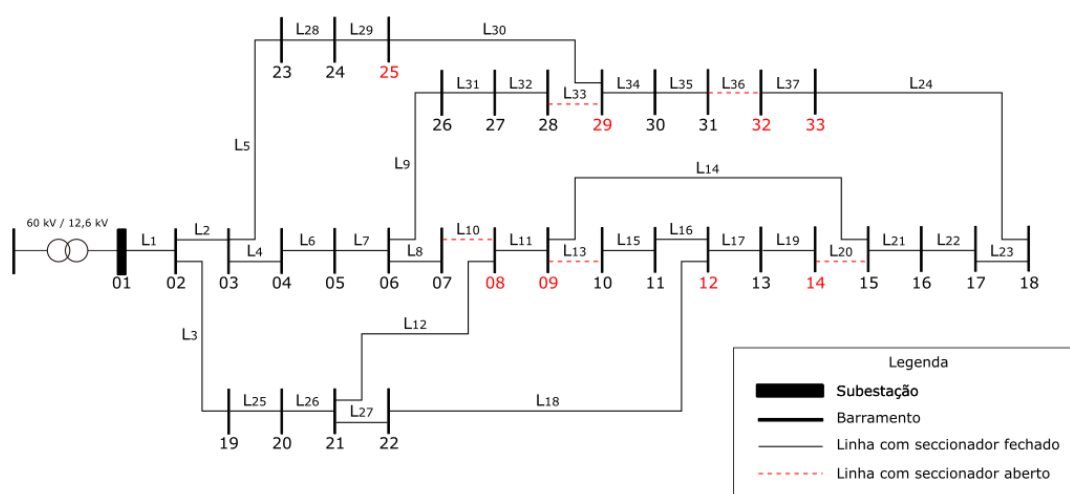 L28 L29 L30
23 24 25
L31 L32 L33 L34 L35 L36 L37 L24
26 27 28 29 30 31 32 33
L5
L9
L14
60 kV / 12,6 kV
L1 L2 L4 L6 L7 L8 L10 L11 L13 L15 L16 L17 L19 L20 L21 L22 L23
01 02 03 04 05 06 07 08 09 10 11 12 13 14 15 16 17 18
L3
L12
L25 L26 L27 L18
19 20 21 22
Legenda
Subestação
Barramento
Linha com seccionador fechado
Linha com seccionador aberto